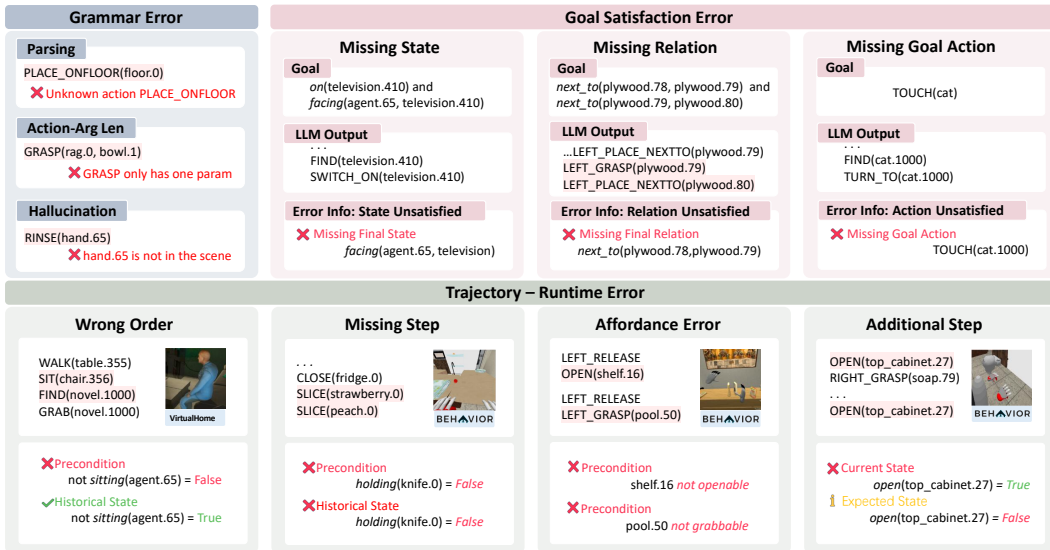 Grammar Error
Parsing
PLACE_ONFLOOR(floor.0)
Unknown action PLACE_ONFLOOR
Action-Arg Len
GRASP(rag.0, bowl.1)
GRASP only has one param
Hallucination
RINSE(hand.65)
hand.65 is not in the scene
Goal Satisfaction Error
Missing State
Goal
on(television.410) and
facing(agent.65, television.410)
LLM Output
. . .
FIND(television.410)
SWITCH_ON(television.410)
Error Info: State Unsatisfied
Missing Final State
facing(agent.65, television)
Missing Relation
Goal
next_to(plywood.78, plywood.79) and
next_to(plywood.79, plywood.80)
LLM Output
...LEFT_PLACE_NEXTTO(plywood.79)
LEFT_GRASP(plywood.79)
LEFT_PLACE_NEXTTO(plywood.80)
Error Info: Relation Unsatisfied
Missing Final Relation
next_to(plywood.78,plywood.79)
Missing Goal Action
Goal
TOUCH(cat)
LLM Output
. . .
FIND(cat.1000)
TURN_TO(cat.1000)
Error Info: Action Unsatisfied
Missing Goal Action
TOUCH(cat.1000)
Trajectory – Runtime Error
Wrong Order
WALK(table.355)
SIT(chair.356)
FIND(novel.1000)
GRAB(novel.1000)
VirtualHome
Precondition
not sitting(agent.65) = False
Historical State
not sitting(agent.65) = True
Missing Step
. . .
CLOSE(fridge.0)
SLICE(strawberry.0)
SLICE(peach.0)
BEHAVIOR
Precondition
holding(knife.0) = False
Historical State
holding(knife.0) = False
Affordance Error
LEFT_RELEASE
OPEN(shelf.16)
LEFT_RELEASE
LEFT_GRASP(pool.50)
BEHAVIOR
Precondition
shelf.16 not openable
Precondition
pool.50 not grabbable
Additional Step
OPEN(top_cabinet.27)
RIGHT_GRASP(soap.79)
. . .
OPEN(top_cabinet.27)
BEHAVIOR
Current State
open(top_cabinet.27) = True
Expected State
open(top_cabinet.27) = False